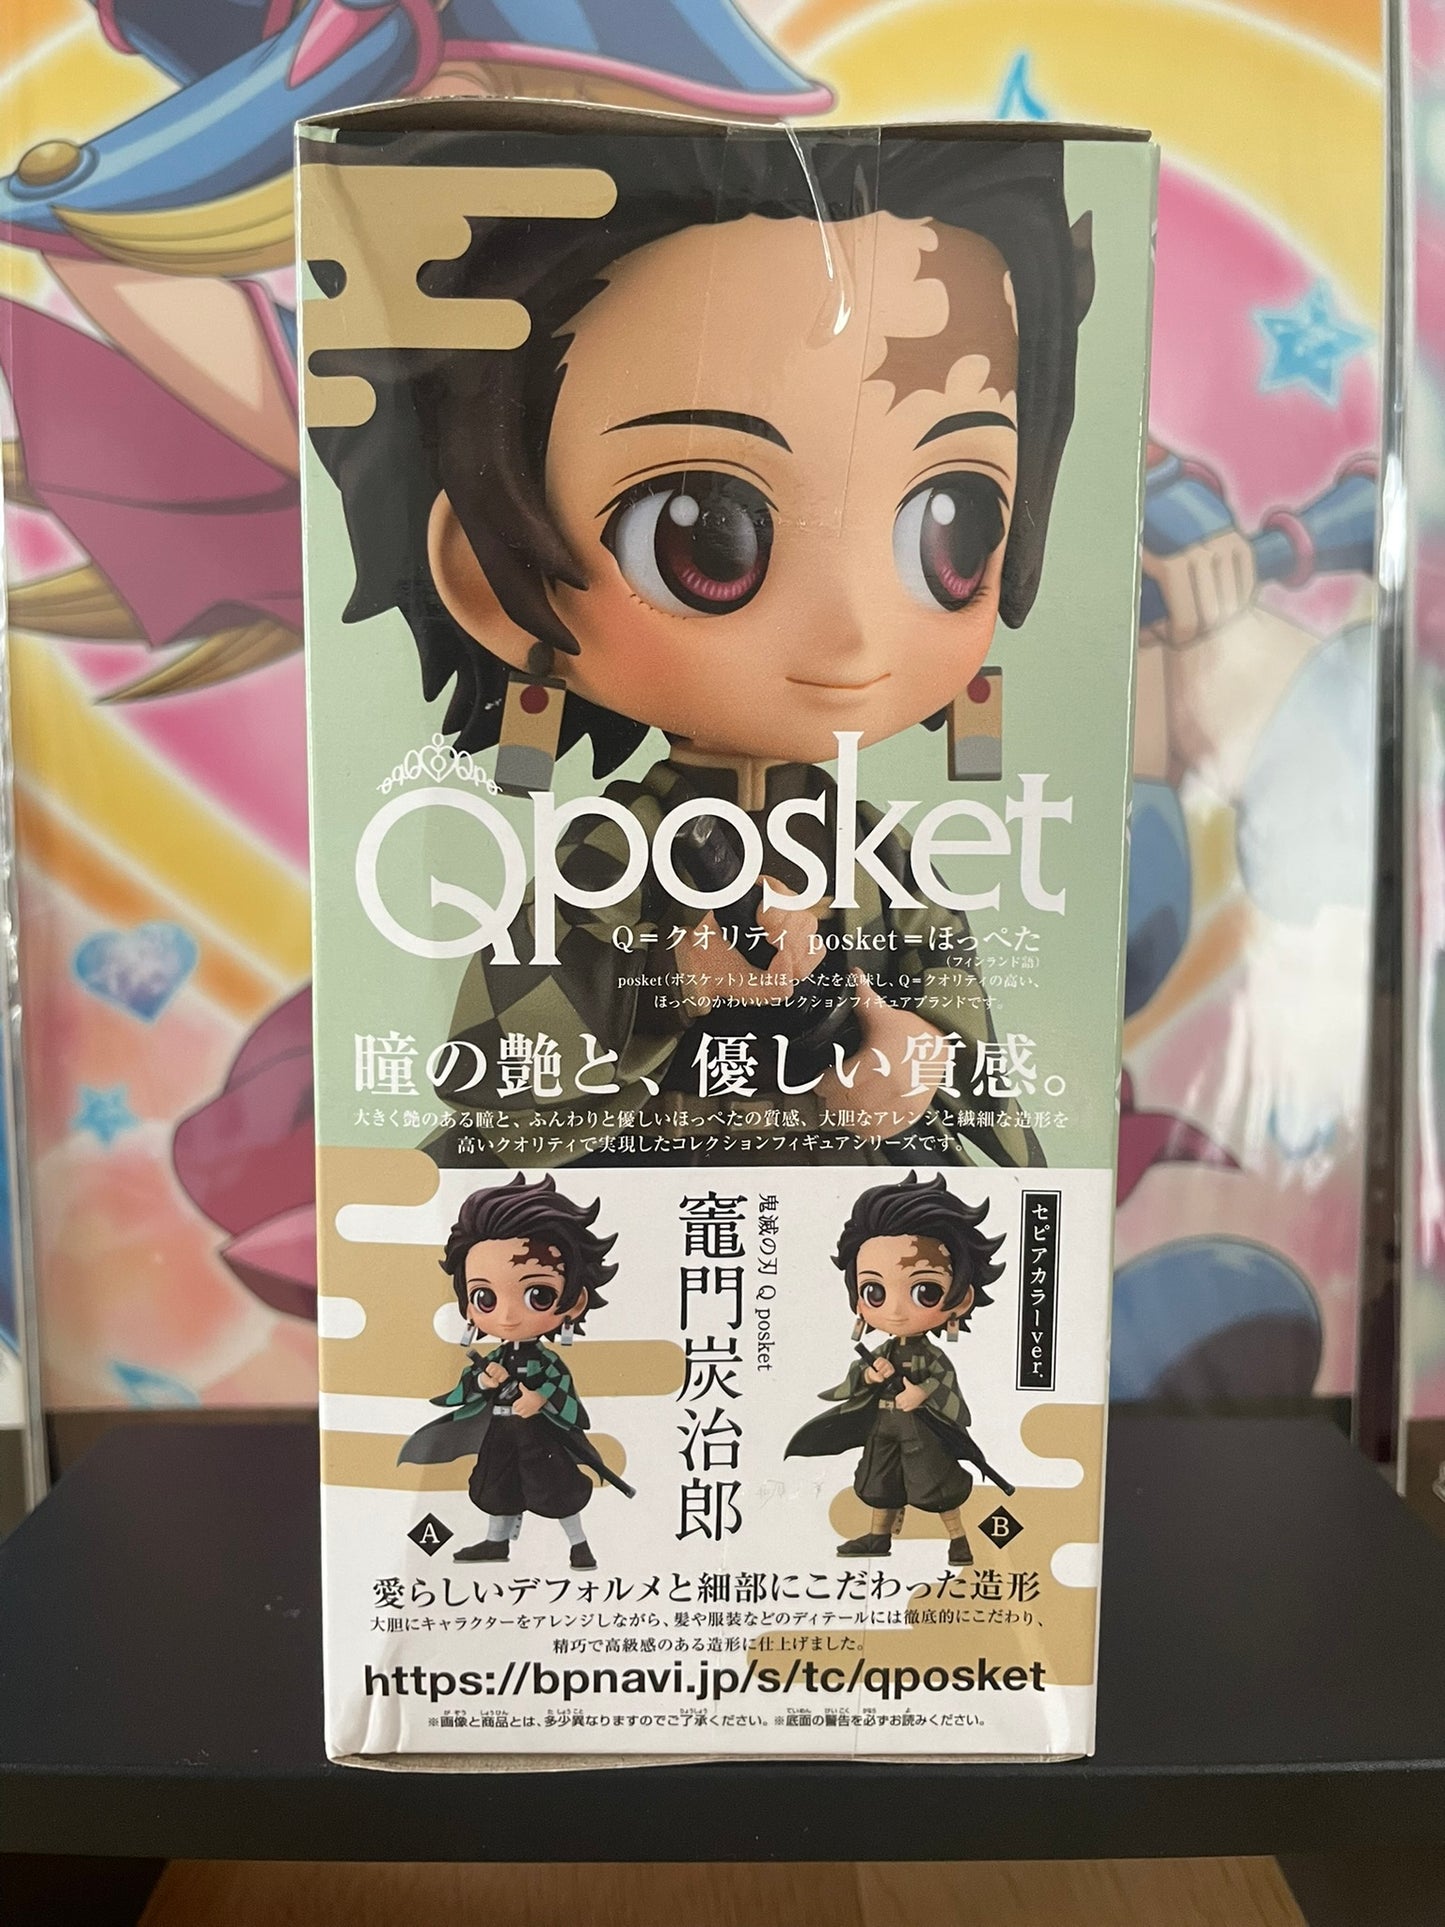 Qposket
Q=クオリティ posket=ほっぺた
(フィンランド語)
posket(ポスケット)とはほっぺたを意味し、Q=クオリティの高い、
ほっぺのかわいいコレクションフィギュアブランドです。
瞳の艶と、優しい質感。
大きく艶のある瞳と、ふんわりと優しいほっぺたの質感、大胆なアレンジと繊細な造形を
高いクオリティで実現したコレクションフィギュアシリーズです。
セピアカラーver.
鬼滅の刃 Q posket
竈門炭治郎
A
B
愛らしいデフォルメと細部にこだわった造形
大胆にキャラクターをアレンジしながら、髪や服装などのディテールには徹底的にこだわり、
精巧で高級感のある造形に仕上げました。
https://bpnavi.jp/s/tc/qposket
※画像と商品とは、多少異なりますのでご了承ください。※底面の警告を必ずお読みください。